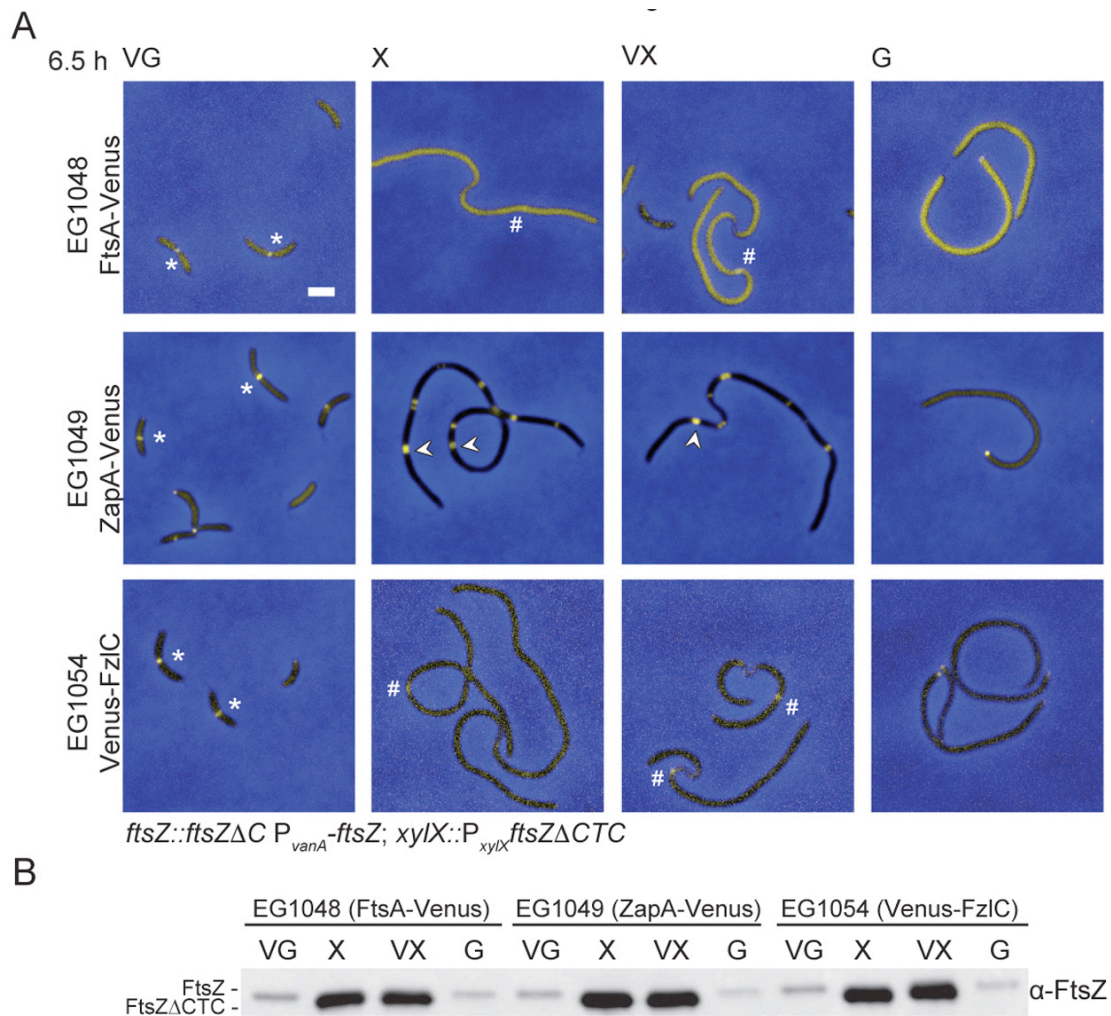 A
6.5 h VG X VX G
EG1048
FtsA-Venus
* * # #
EG1049
ZapA-Venus
* *
EG1054
Venus-FzlC
* * # # #
ftsZ::ftsZΔC PvanA-ftsZ; xylX::PxylXftsZΔCTC
B
EG1048 (FtsA-Venus) EG1049 (ZapA-Venus) EG1054 (Venus-FzlC)
VG X VX G VG X VX G VG X VX G
FtsZ -
FtsZΔCTC - α-FtsZ